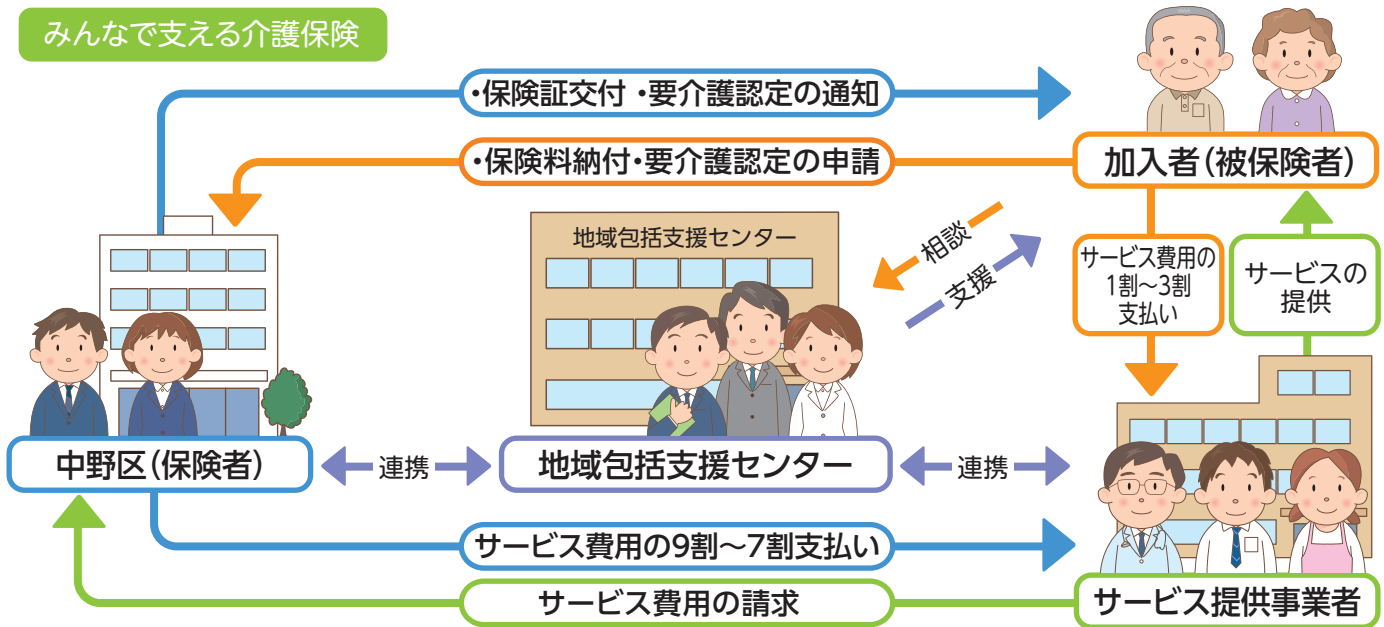 みんなで支える介護保険
・保険証交付 ・要介護認定の通知
・保険料納付・要介護認定の申請
加入者（被保険者）
地域包括支援センター
相談
支援
サービス費用の
1割～3割
支払い
サービスの
提供
中野区（保険者）
連携
地域包括支援センター
連携
サービス費用の9割～7割支払い
サービス費用の請求
サービス提供事業者